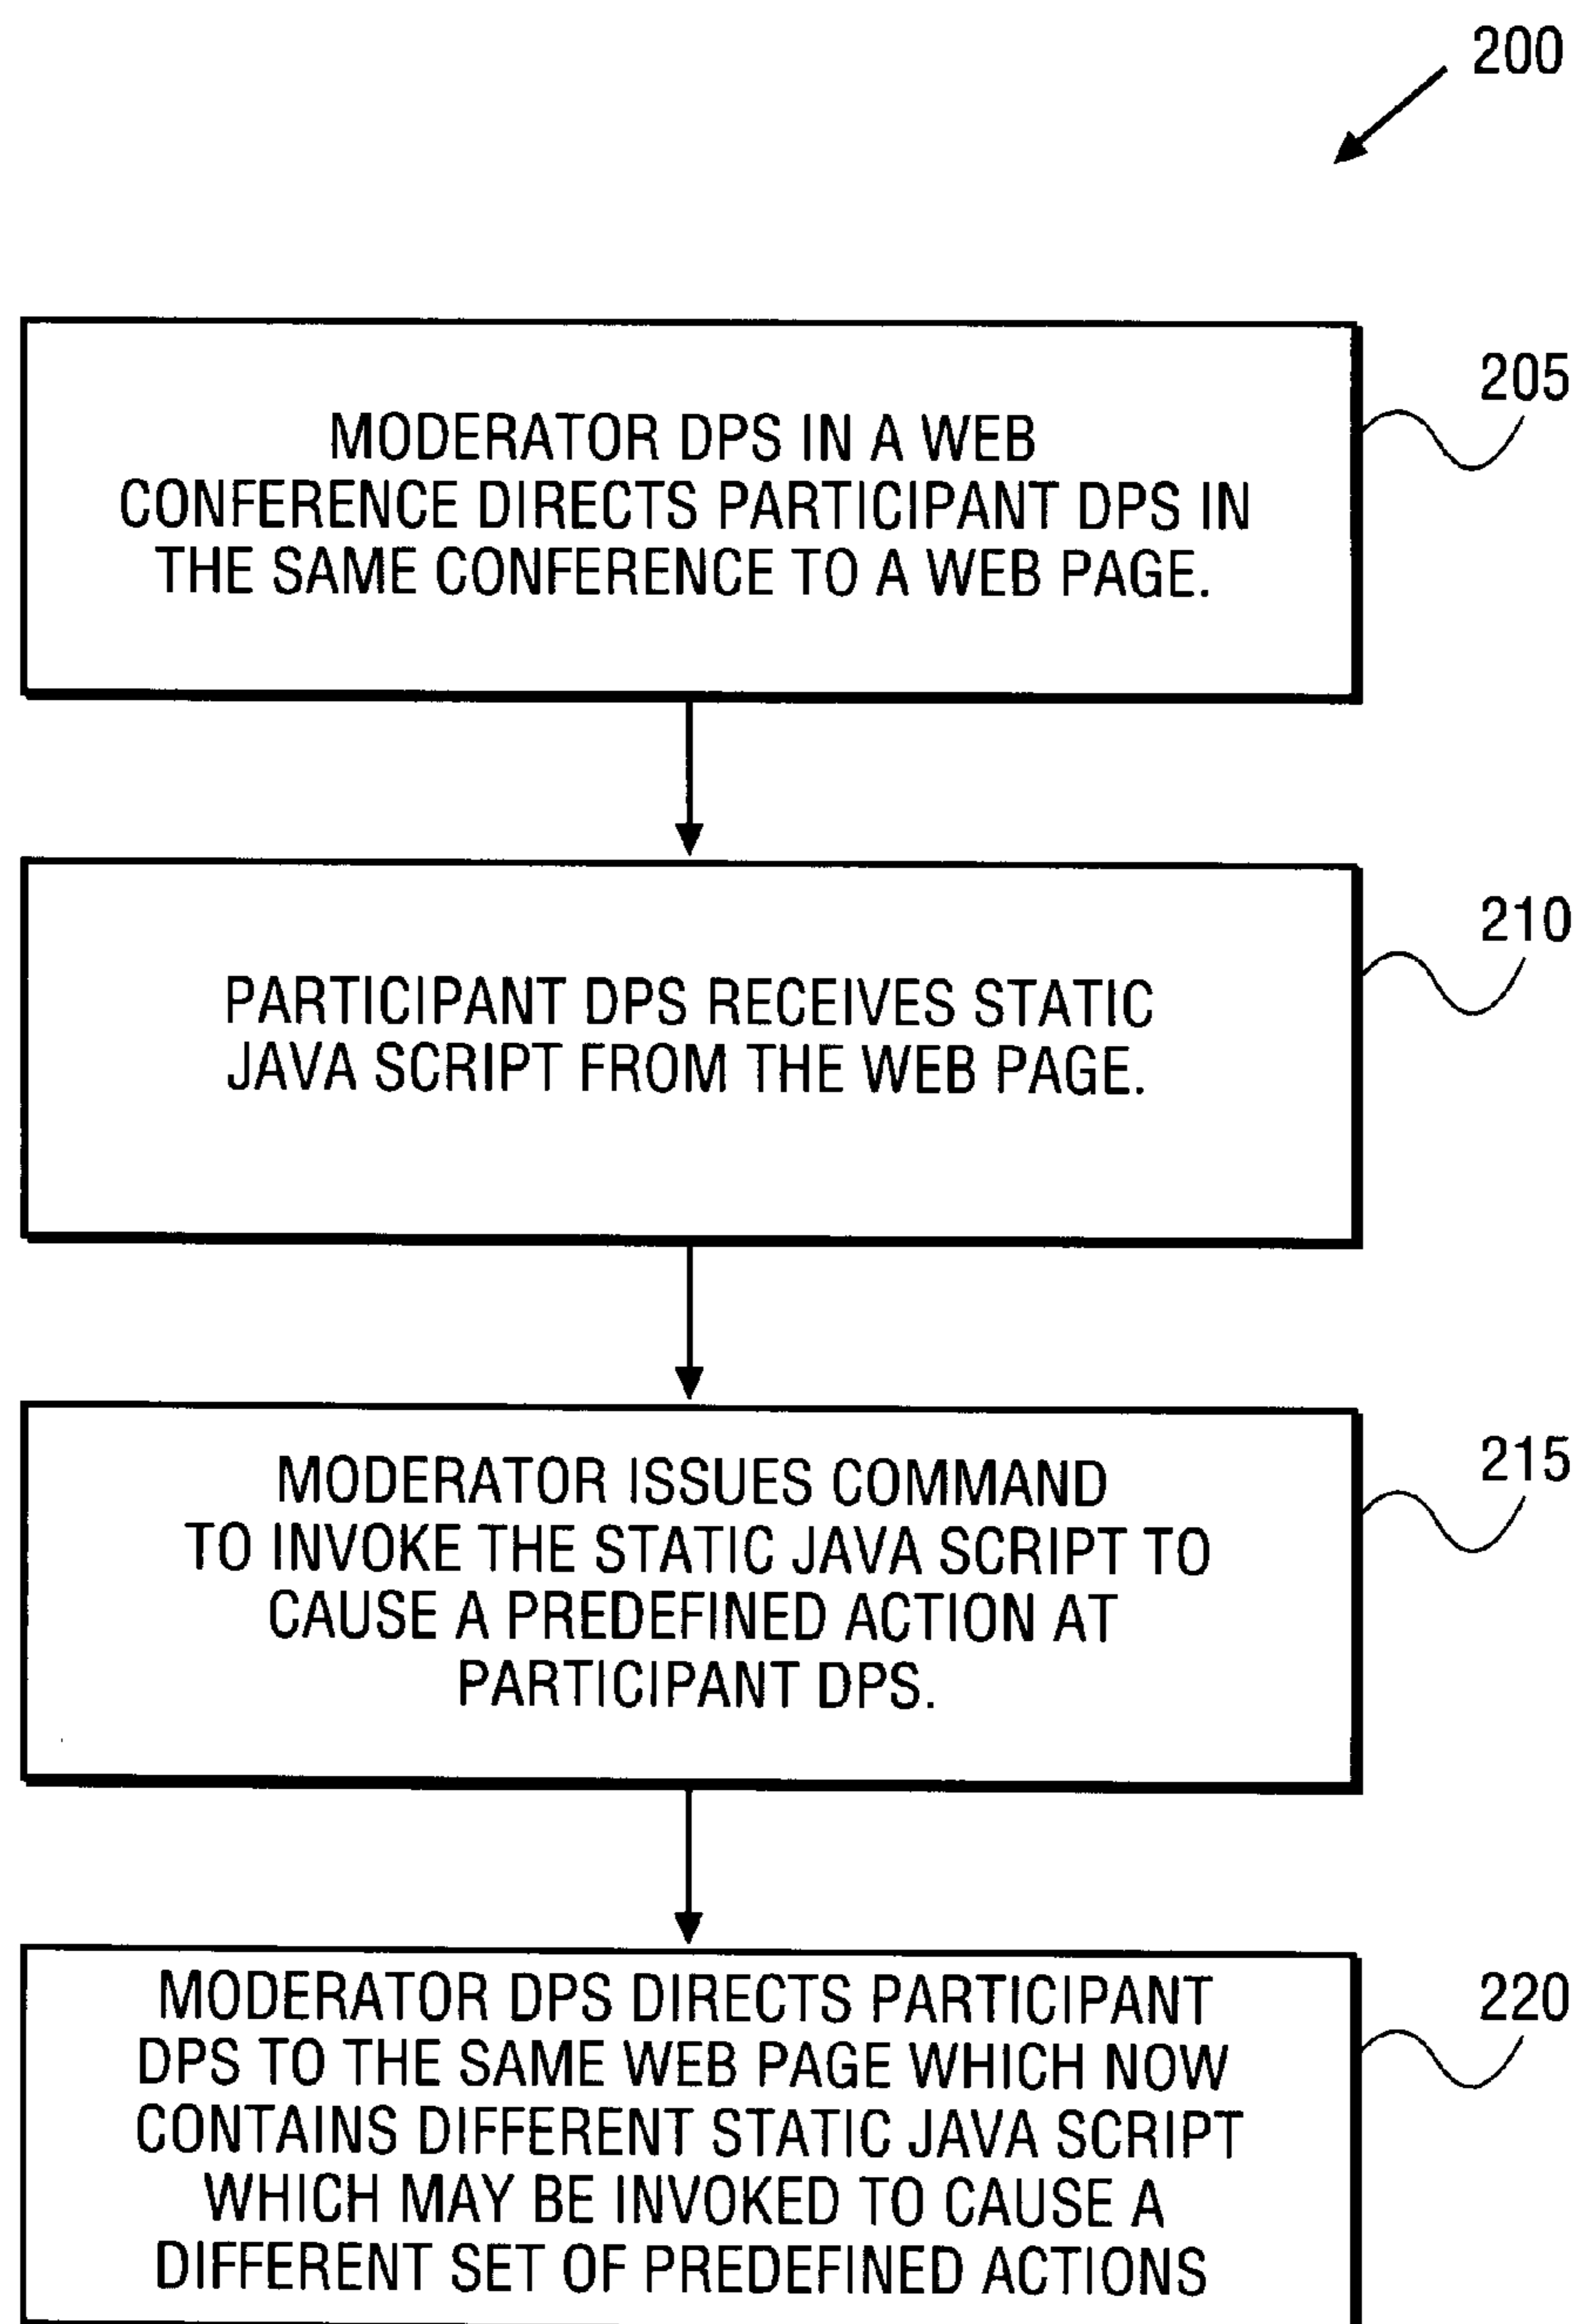 200
205
MODERATOR DPS IN A WEB
CONFERENCE DIRECTS PARTICIPANT DPS IN
THE SAME CONFERENCE TO A WEB PAGE.
210
PARTICIPANT DPS RECEIVES STATIC
JAVA SCRIPT FROM THE WEB PAGE.
215
MODERATOR ISSUES COMMAND
TO INVOKE THE STATIC JAVA SCRIPT TO
CAUSE A PREDEFINED ACTION AT
PARTICIPANT DPS.
220
MODERATOR DPS DIRECTS PARTICIPANT
DPS TO THE SAME WEB PAGE WHICH NOW
CONTAINS DIFFERENT STATIC JAVA SCRIPT
WHICH MAY BE INVOKED TO CAUSE A
DIFFERENT SET OF PREDEFINED ACTIONS